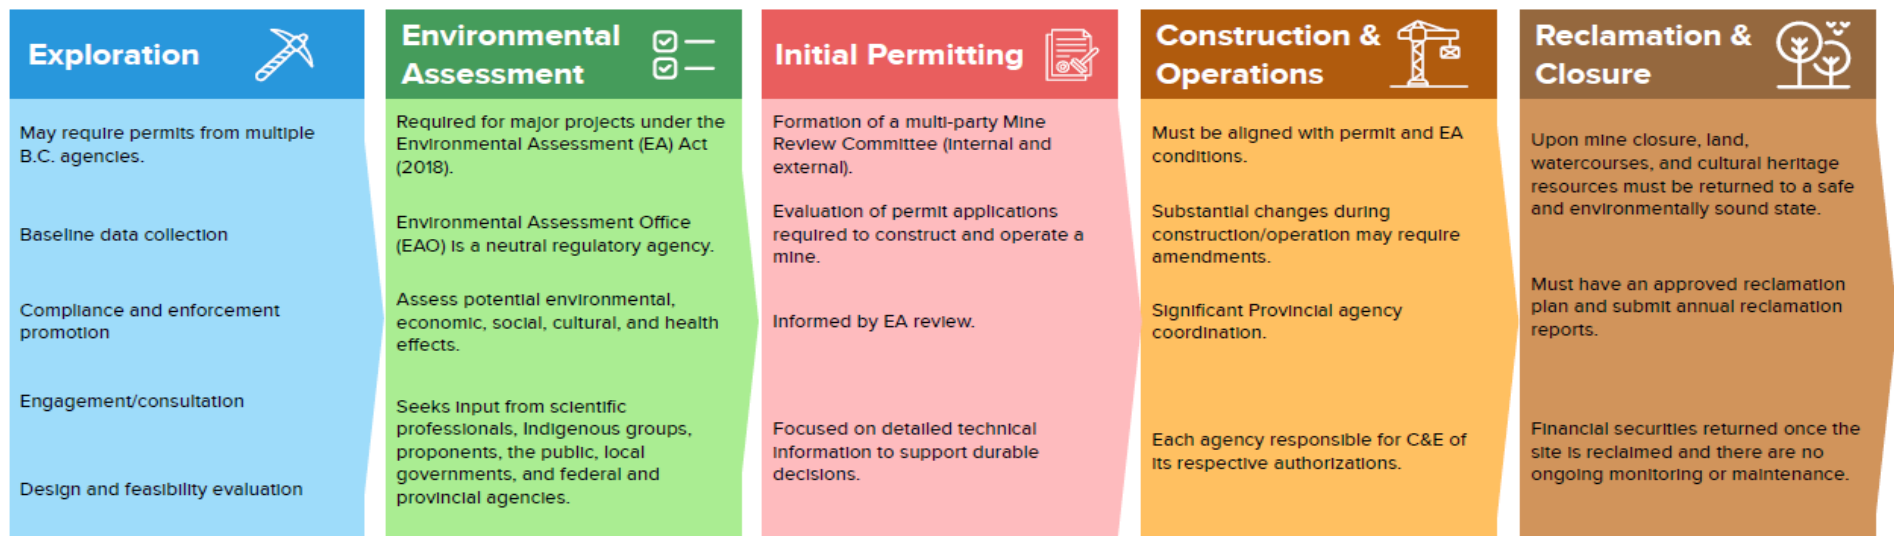 Exploration
May require permits from multiple
B.C. agencies.
Baseline data collection
Compliance and enforcement
promotion
Engagement/consultation
Design and feasibility evaluation
Environmental
Assessment
Required for major projects under the
Environmental Assessment (EA) Act
(2018).
Environmental Assessment Office
(EAO) is a neutral regulatory agency.
Assess potential environmental,
economic, social, cultural, and health
effects.
Seeks input from scientific
professionals, Indigenous groups,
proponents, the public, local
governments, and federal and
provincial agencies.
Initial Permitting
Formation of a multi-party Mine
Review Committee (internal and
external).
Evaluation of permit applications
required to construct and operate a
mine.
Informed by EA review.
Focused on detailed technical
information to support durable
decisions.
Construction &
Operations
Must be aligned with permit and EA
conditions.
Substantial changes during
construction/operation may require
amendments.
Significant Provincial agency
coordination.
Each agency responsible for C&E of
its respective authorizations.
Reclamation &
Closure
Upon mine closure, land,
watercourses, and cultural heritage
resources must be returned to a safe
and environmentally sound state.
Must have an approved reclamation
plan and submit annual reclamation
reports.
Financial securities returned once the
site is reclaimed and there are no
ongoing monitoring or maintenance.